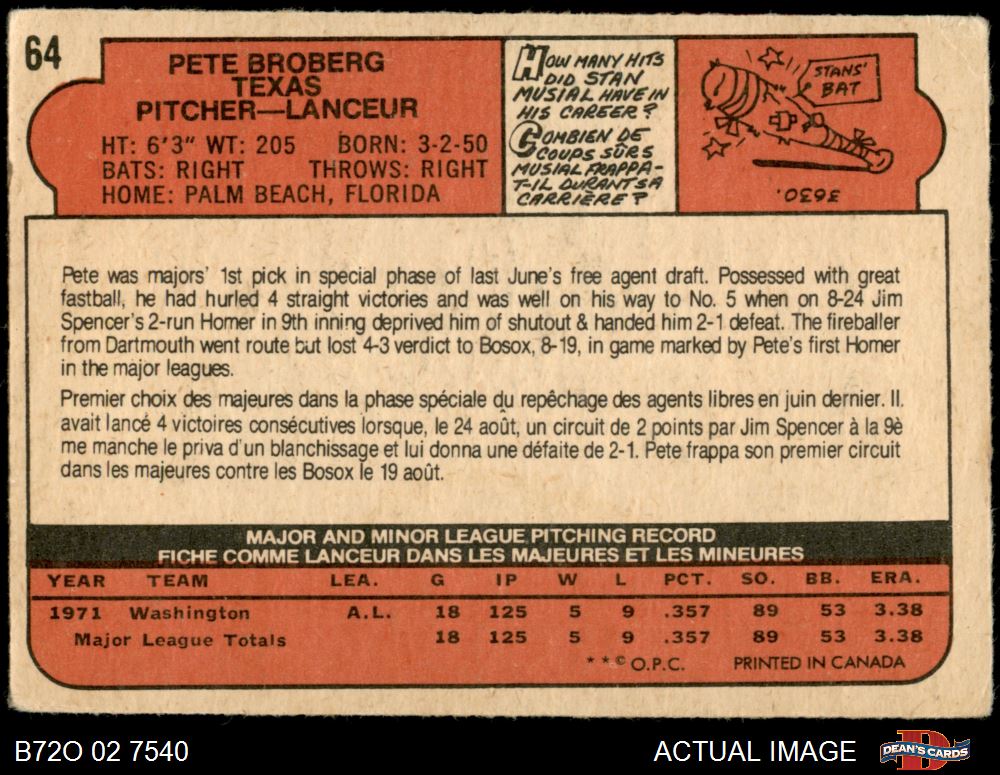 64
PETE BROBERG
TEXAS
PITCHER—LANCEUR
HT: 6'3" WT: 205 BORN: 3-2-50
BATS: RIGHT THROWS: RIGHT
HOME: PALM BEACH, FLORIDA
HOW MANY HITS
DID STAN
MUSIAL HAVE IN
HIS CAREER?
COMBIEN DE
COUPS SÛRS
MUSIAL FRAPPA-
T-IL DURANT SA
CARRIÈRE?
STANS'
BAT
3630.
Pete was majors' 1st pick in special phase of last June's free agent draft. Possessed with great
fastball, he had hurled 4 straight victories and was well on his way to No. 5 when on 8-24 Jim
Spencer's 2-run Homer in 9th inning deprived him of shutout & handed him 2-1 defeat. The fireballer
from Dartmouth went route but lost 4-3 verdict to Bosox, 8-19, in game marked by Pete's first Homer
in the major leagues.
Premier choix des majeures dans la phase spéciale du repêchage des agents libres en juin dernier. Il.
avait lancé 4 victoires consécutives lorsque, le 24 août, un circuit de 2 points par Jim Spencer à la 9è
me manche le priva d'un blanchissage et lui donna une défaite de 2-1. Pete frappa son premier circuit
dans les majeures contre les Bosox le 19 août.
MAJOR AND MINOR LEAGUE PITCHING RECORD
FICHE COMME LANCEUR DANS LES MAJEURES ET LES MINEURES
YEAR TEAM LEA. G IP W L PCT. SO. BB. ERA.
1971 Washington A.L. 18 125 5 9 .357 89 53 3.38
Major League Totals 18 125 5 9 .357 89 53 3.38
**© O.P.C. PRINTED IN CANADA
B72O 02 7540 ACTUAL IMAGE DEAN'S CARDS